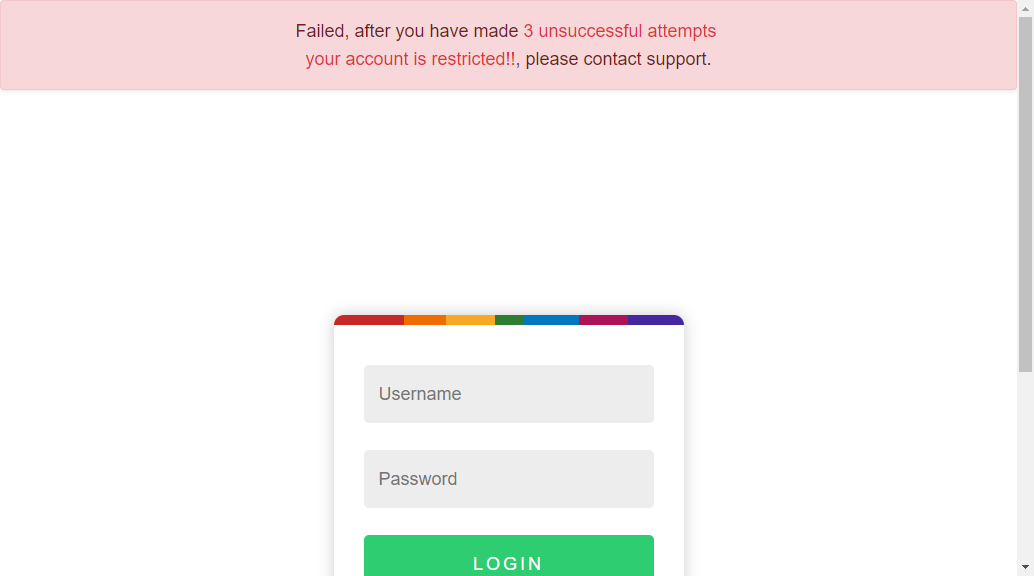 Failed, after you have made 3 unsuccessful attempts
your account is restricted!!, please contact support.
Username
Password
LOGIN